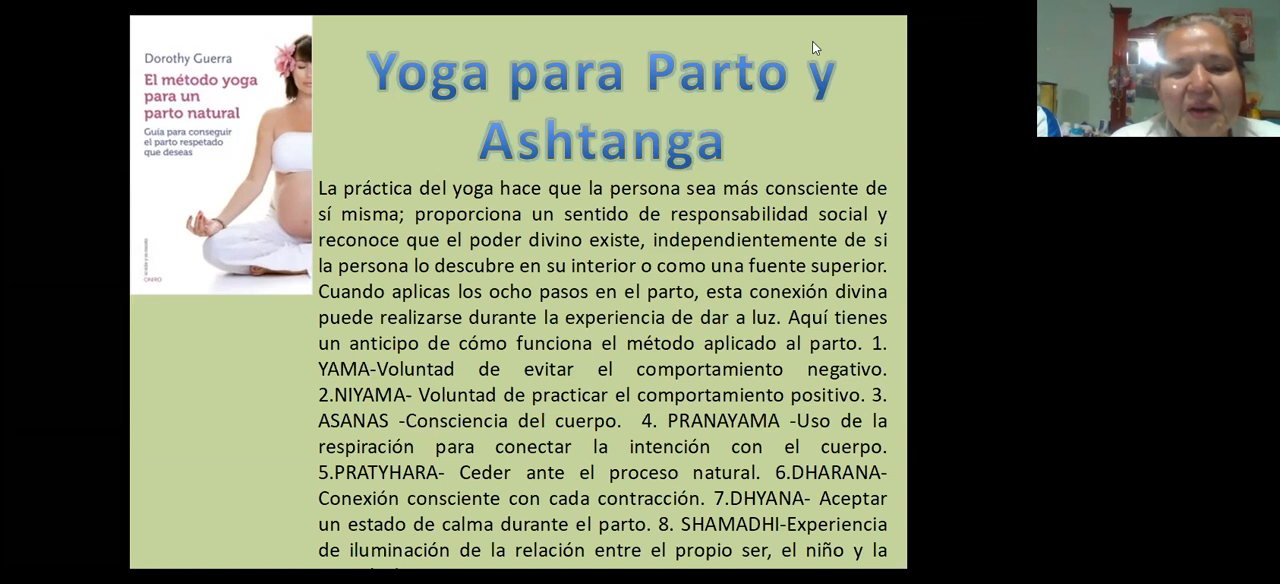 Dorothy Guerra
El método yoga
para un
parto natural
Guía para conseguir
el parto respetado
que deseas
ONIRO
Yoga para Parto y
Ashtanga
La práctica del yoga hace que la persona sea más consciente de
sí misma; proporciona un sentido de responsabilidad social y
reconoce que el poder divino existe, independientemente de si
la persona lo descubre en su interior o como una fuente superior.
Cuando aplicas los ocho pasos en el parto, esta conexión divina
puede realizarse durante la experiencia de dar a luz. Aquí tienes
un anticipo de cómo funciona el método aplicado al parto. 1.
YAMA-Voluntad de evitar el comportamiento negativo.
2.NIYAMA- Voluntad de practicar el comportamiento positivo. 3.
ASANAS -Consciencia del cuerpo. 4. PRANAYAMA -Uso de la
respiración para conectar la intención con el cuerpo.
5.PRATYHARA- Ceder ante el proceso natural. 6.DHARANA-
Conexión consciente con cada contracción. 7.DHYANA- Aceptar
un estado de calma durante el parto. 8. SHAMADHI-Experiencia
de iluminación de la relación entre el propio ser, el niño y la